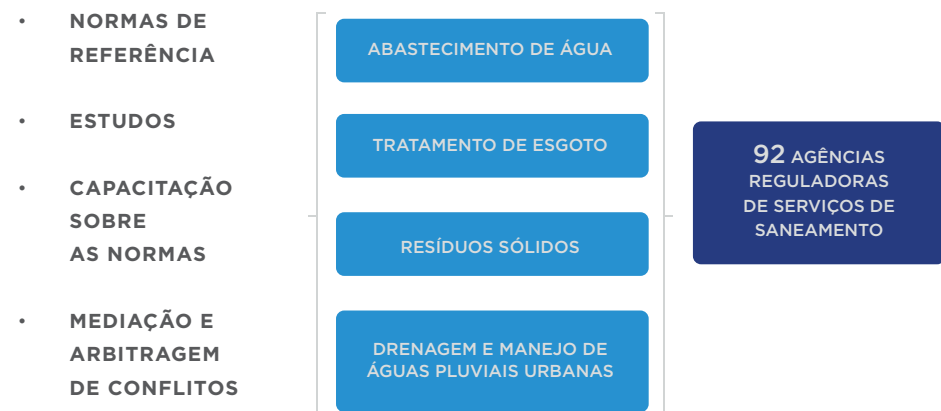 • NORMAS DE
REFERÊNCIA
• ESTUDOS
• CAPACITAÇÃO
SOBRE
AS NORMAS
• MEDIAÇÃO E
ARBITRAGEM
DE CONFLITOS
ABASTECIMENTO DE ÁGUA
TRATAMENTO DE ESGOTO
RESÍDUOS SÓLIDOS
DRENAGEM E MANEJO DE
ÁGUAS PLUVIAIS URBANAS
92 AGÊNCIAS
REGULADORAS
DE SERVIÇOS DE
SANEAMENTO